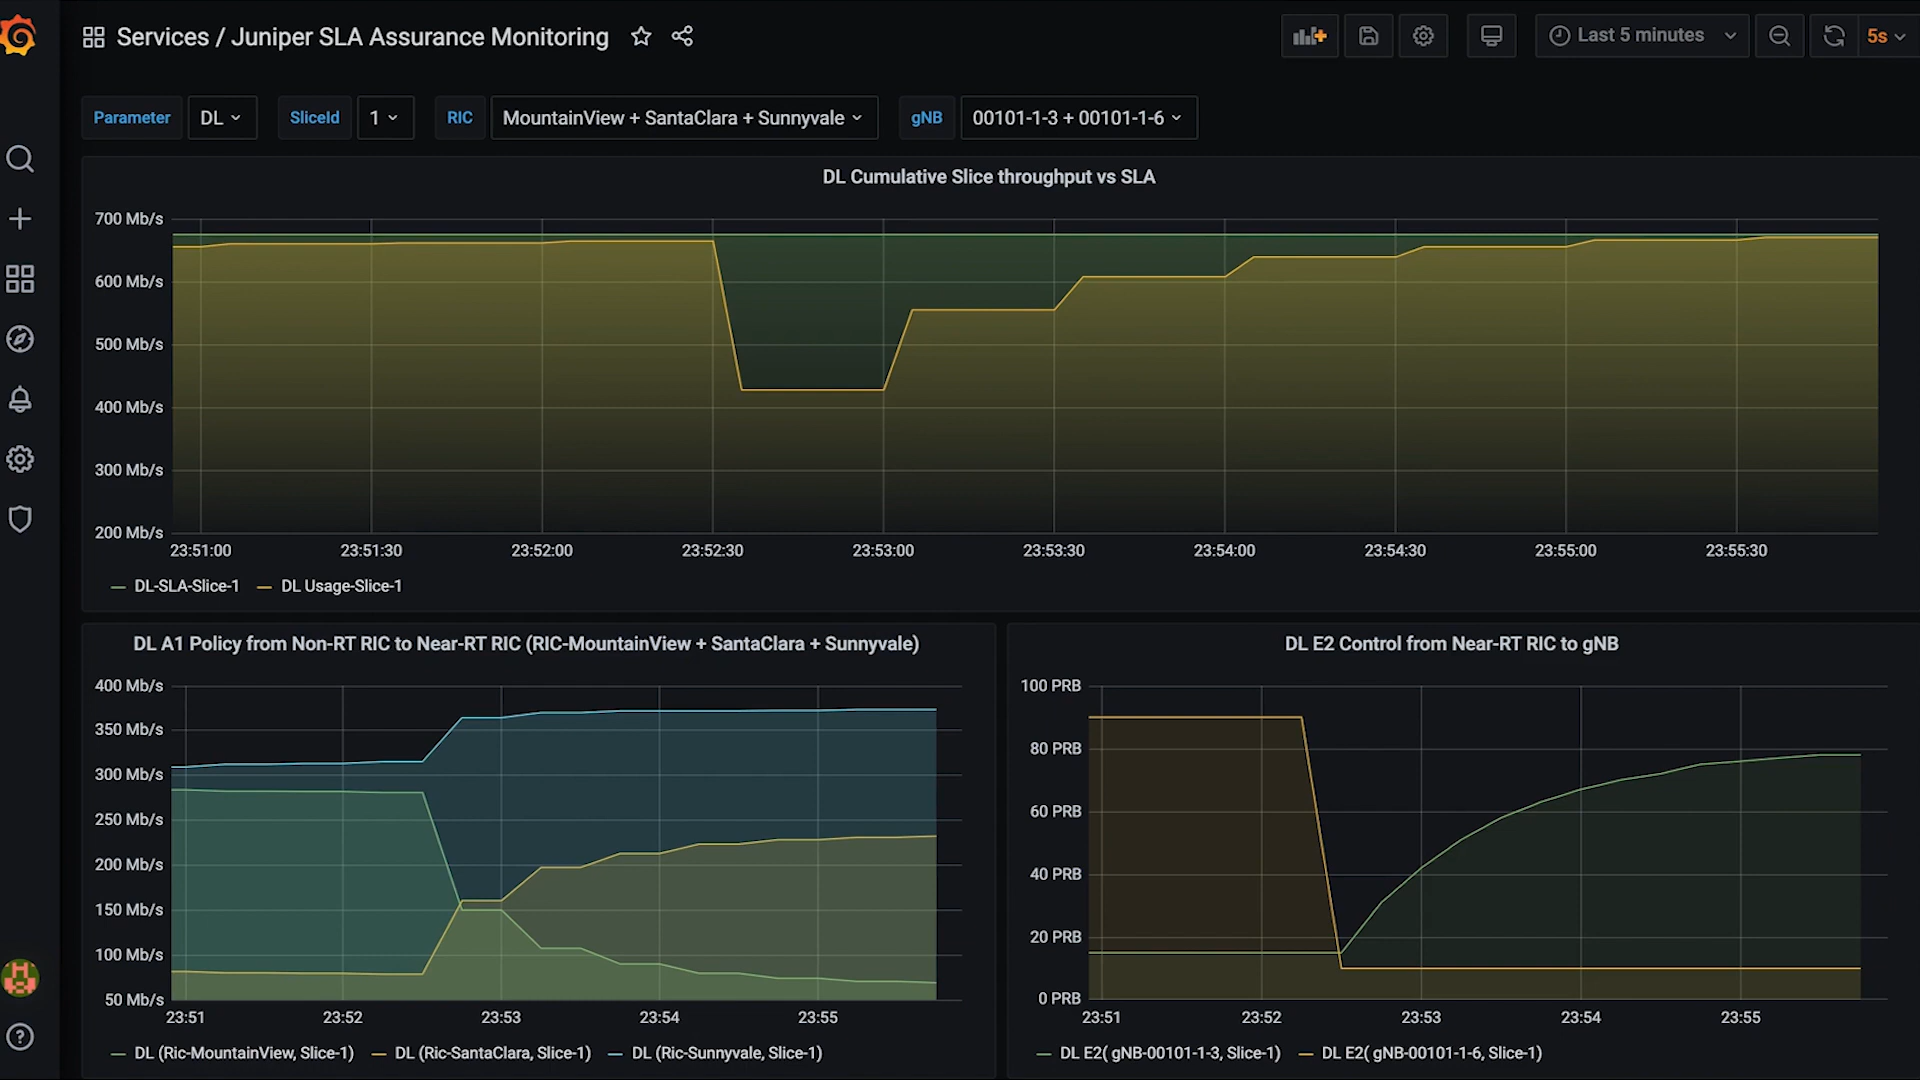 Services / Juniper SLA Assurance Monitoring
Last 5 minutes
5s
Parameter DL SliceId 1 RIC MountainView + SantaClara + Sunnyvale gNB 00101-1-3 + 00101-1-6
DL Cumulative Slice throughput vs SLA
700 Mb/s
600 Mb/s
500 Mb/s
400 Mb/s
300 Mb/s
200 Mb/s
23:51:00 23:51:30 23:52:00 23:52:30 23:53:00 23:53:30 23:54:00 23:54:30 23:55:00 23:55:30
DL-SLA-Slice-1 DL Usage-Slice-1
DL A1 Policy from Non-RT RIC to Near-RT RIC (RIC-MountainView + SantaClara + Sunnyvale)
400 Mb/s
350 Mb/s
300 Mb/s
250 Mb/s
200 Mb/s
150 Mb/s
100 Mb/s
50 Mb/s
23:51 23:52 23:53 23:54 23:55
DL (Ric-MountainView, Slice-1) DL (Ric-SantaClara, Slice-1) DL (Ric-Sunnyvale, Slice-1)
DL E2 Control from Near-RT RIC to gNB
100 PRB
80 PRB
60 PRB
40 PRB
20 PRB
0 PRB
23:51 23:52 23:53 23:54 23:55
DL E2( gNB-00101-1-3, Slice-1) DL E2( gNB-00101-1-6, Slice-1)